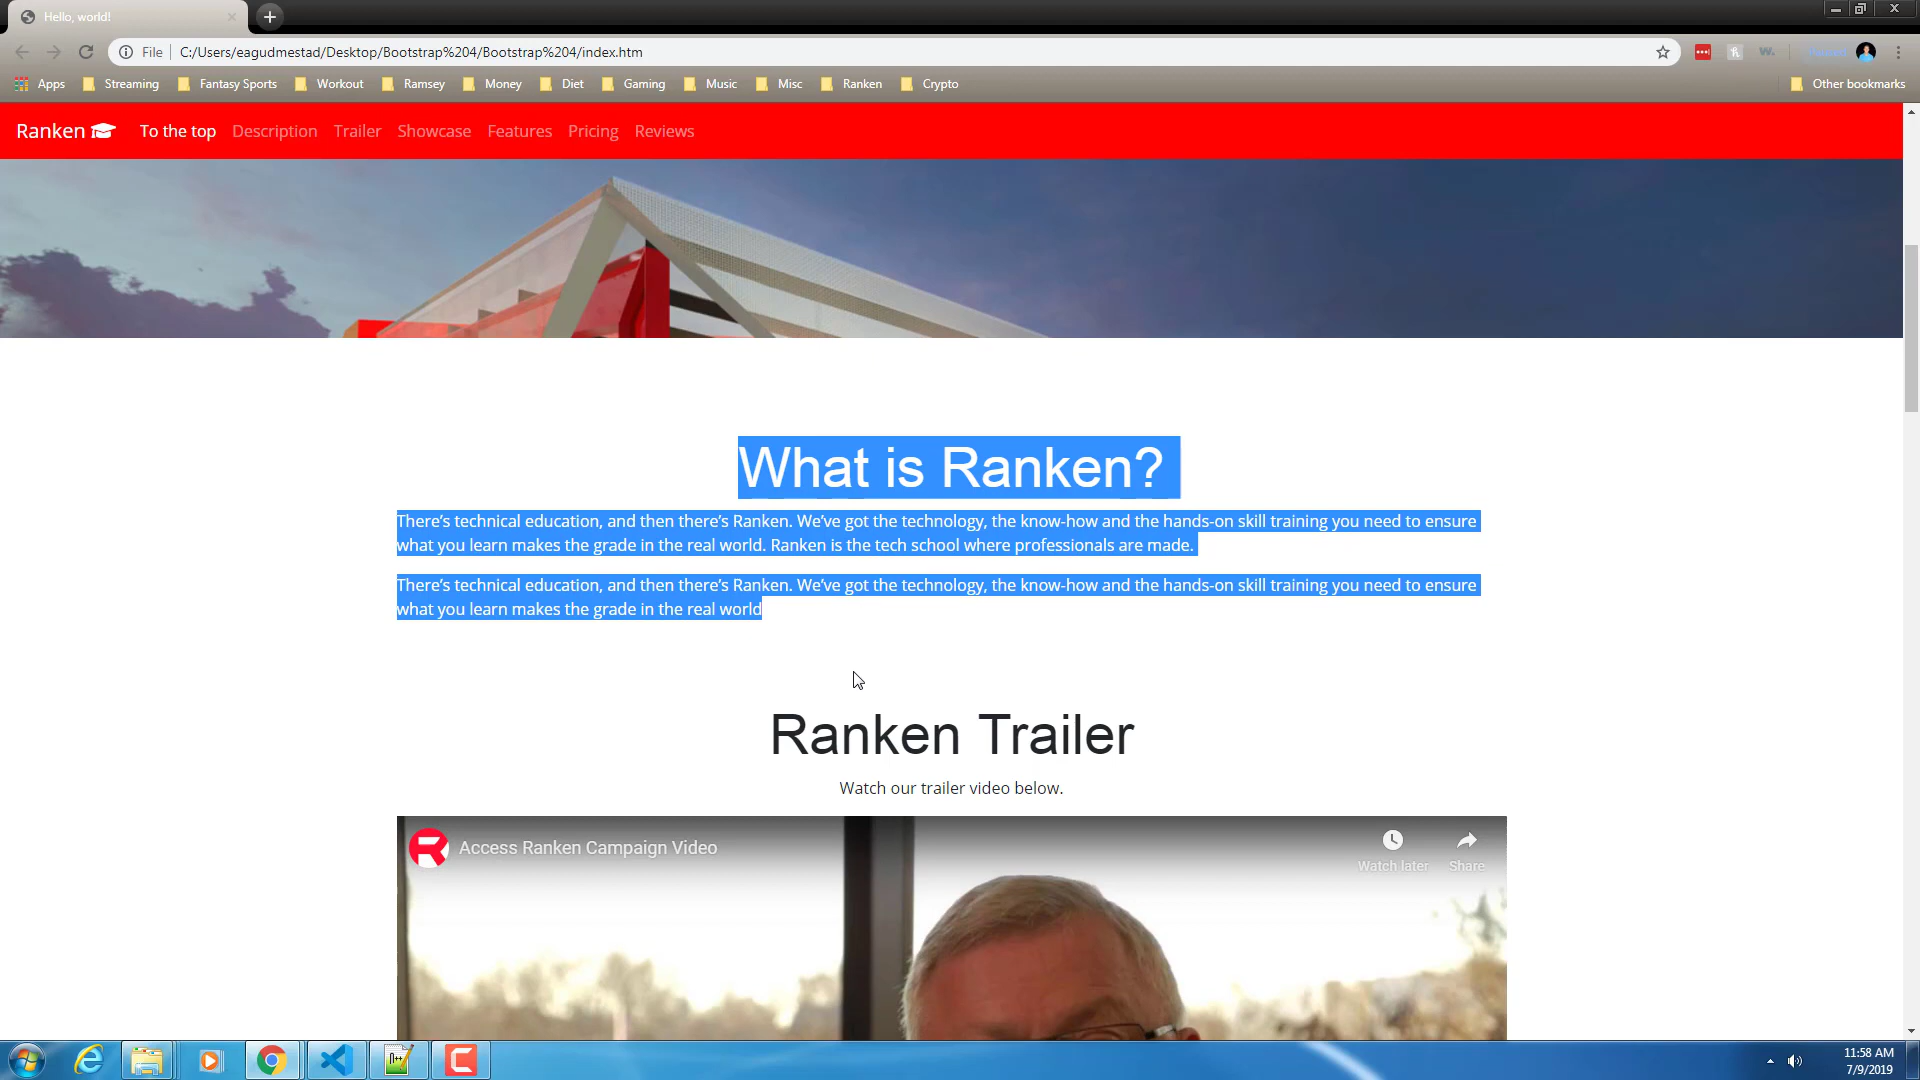 Hello, world!
File
C:/Users/eagudmestad/Desktop/Bootstrap%204/Bootstrap%204/index.htm
Apps Streaming Fantasy Sports Workout Ramsey Money Diet Gaming Music Misc Ranken Crypto Other bookmarks
Ranken To the top Description Trailer Showcase Features Pricing Reviews
What is Ranken?
There’s technical education, and then there’s Ranken. We’ve got the technology, the know-how and the hands-on skill training you need to ensure
what you learn makes the grade in the real world. Ranken is the tech school where professionals are made.
There’s technical education, and then there’s Ranken. We’ve got the technology, the know-how and the hands-on skill training you need to ensure
what you learn makes the grade in the real world
Ranken Trailer
Watch our trailer video below.
Access Ranken Campaign Video
Watch later Share
11:58 AM
7/9/2019